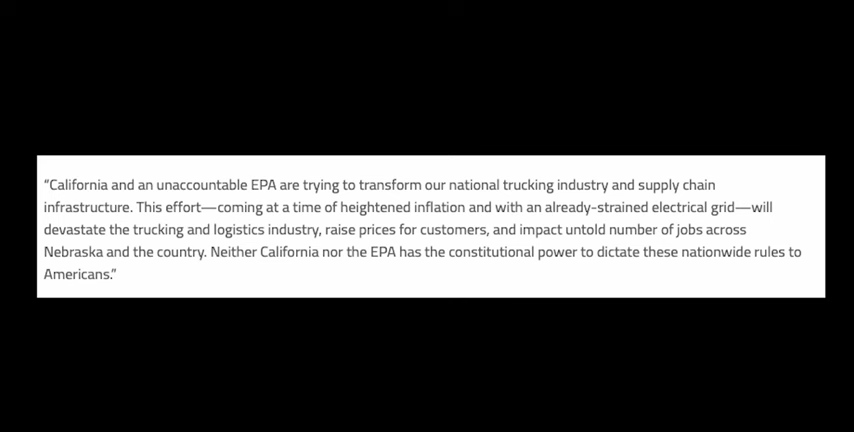 “California and an unaccountable EPA are trying to transform our national trucking industry and supply chain
infrastructure. This effort—coming at a time of heightened inflation and with an already-strained electrical grid—will
devastate the trucking and logistics industry, raise prices for customers, and impact untold number of jobs across
Nebraska and the country. Neither California nor the EPA has the constitutional power to dictate these nationwide rules to
Americans.”